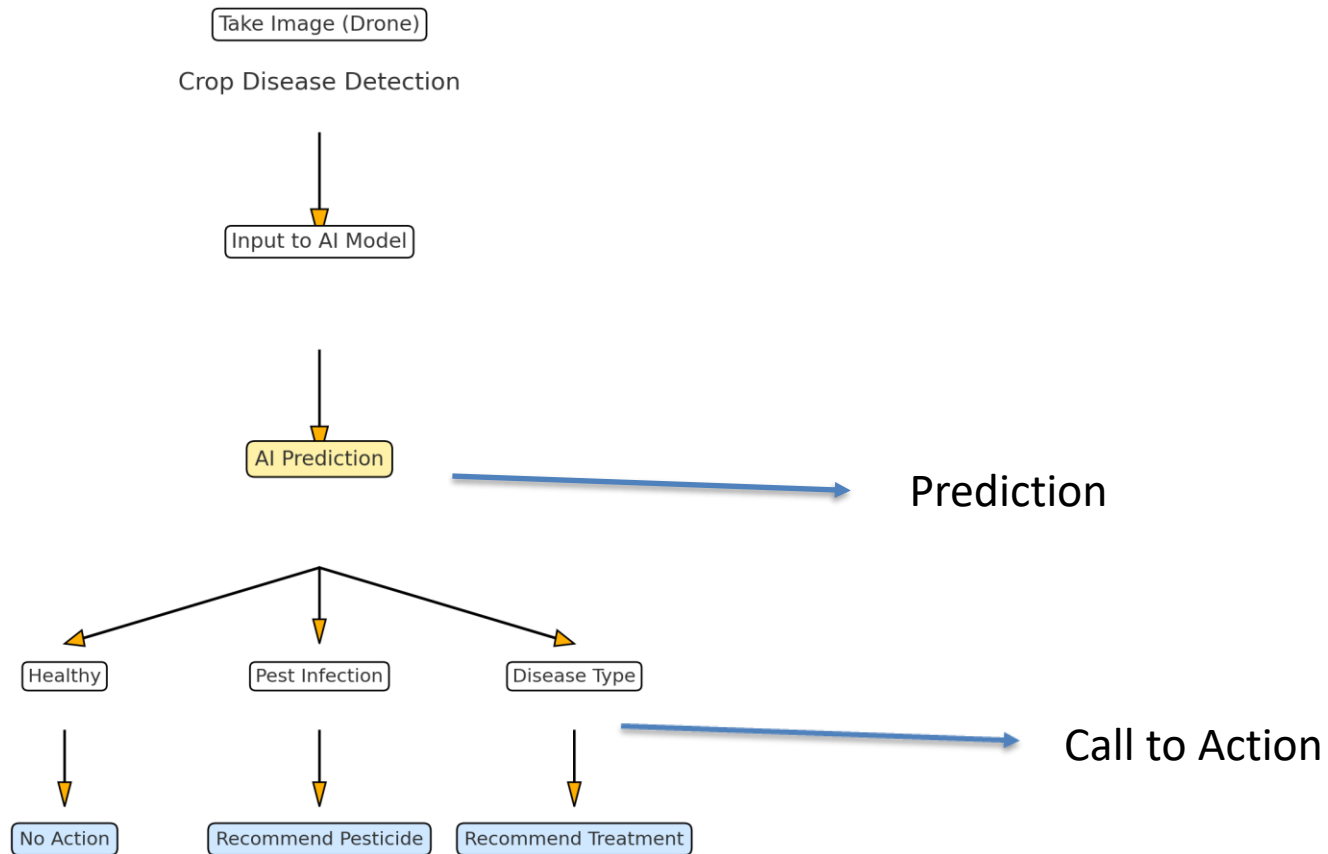 Take Image (Drone)
Crop Disease Detection
Input to AI Model
AI Prediction
Prediction
Healthy
Pest Infection
Disease Type
Call to Action
No Action
Recommend Pesticide
Recommend Treatment